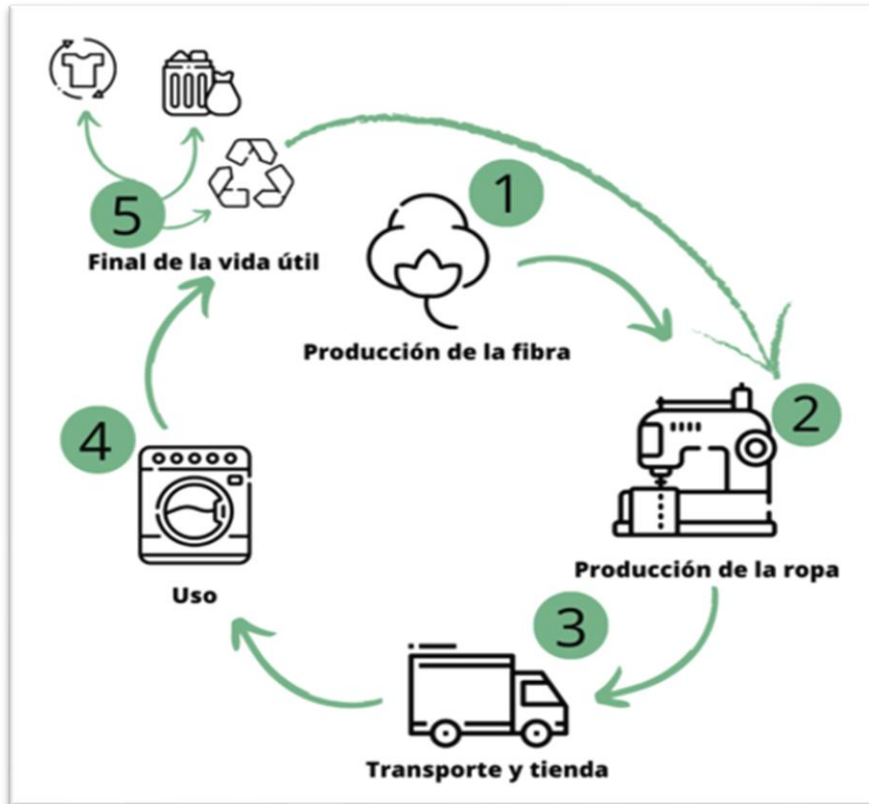 1
Producción de la fibra
2
Producción de la ropa
3
Transporte y tienda
4
Uso
5
Final de la vida útil